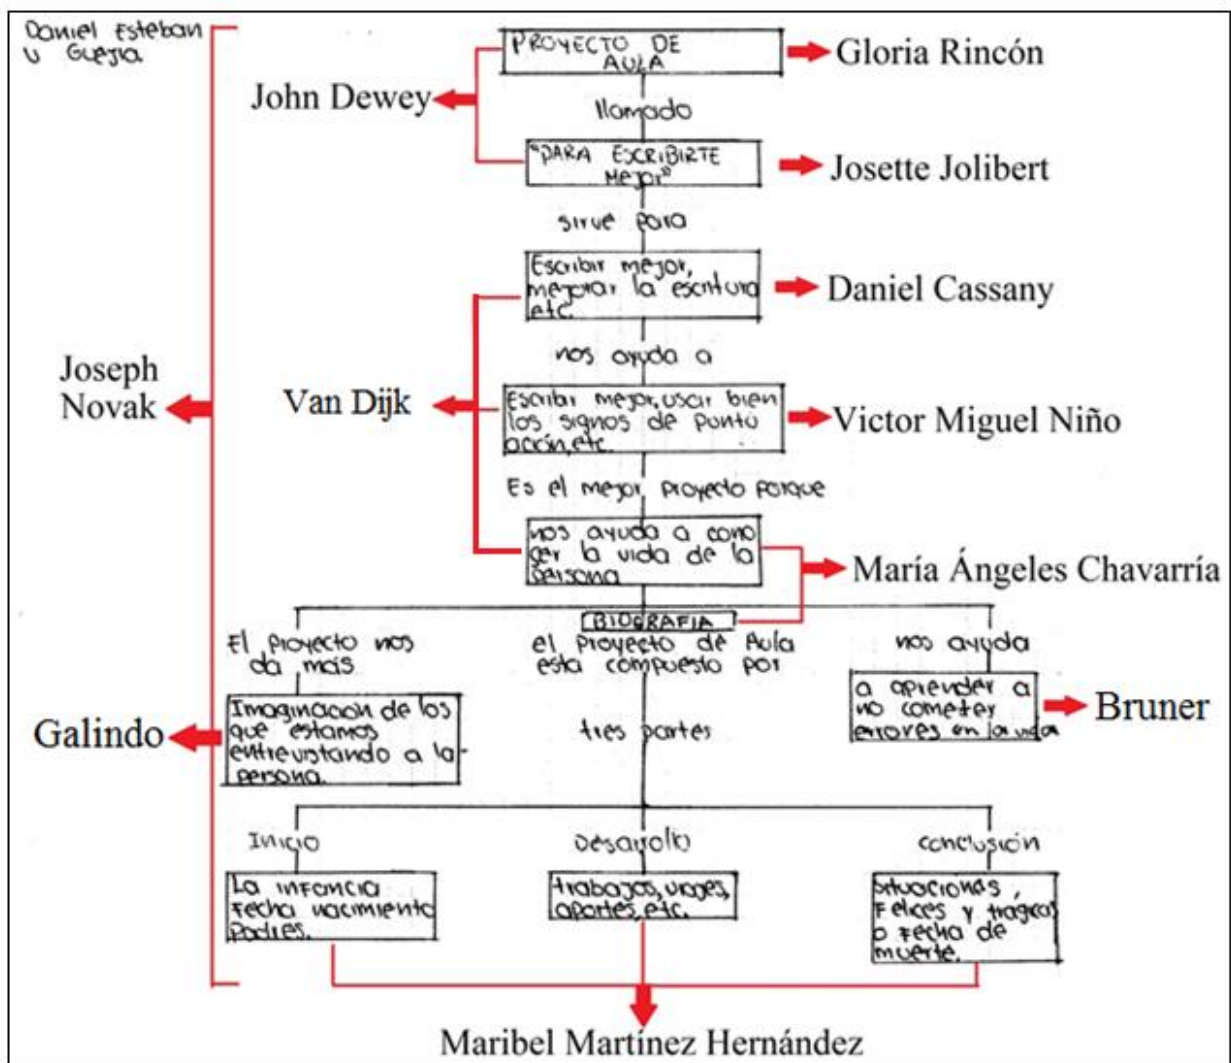 Daniel Esteban
U Guejia
PROYECTO DE
AULA
Gloria Rincón
John Dewey
llamado
"PARA ESCRIBIRTE
Mejor"
Josette Jolibert
sirve para
Escribir mejor,
mejorar la escritura
etc.
Daniel Cassany
nos ayuda a
Joseph
Novak
Van Dijk
Escribir mejor, usar bien
los signos de puntu
acción, etc.
Victor Miguel Niño
Es el mejor proyecto porque
nos ayuda a cono
cer la vida de la
persona
María Ángeles Chavarría
BIOGRAFIA
El proyecto nos
da mais
el proyecto de Aula
esta compuesto por
nos ayuda
Imaginacion de los
que estamos
entrevistando a la
persona.
Galindo
tres partes
a aprender a
no cometer
errores en la vida
Bruner
Inicio
Desarrollo
conclusión
La infancia
Fecha nacimiento
Padres.
trabajos, viages,
aportes, etc.
situaciones,
Felices y trágicas
o Fecha de
muerte.
Maribel Martínez Hernández